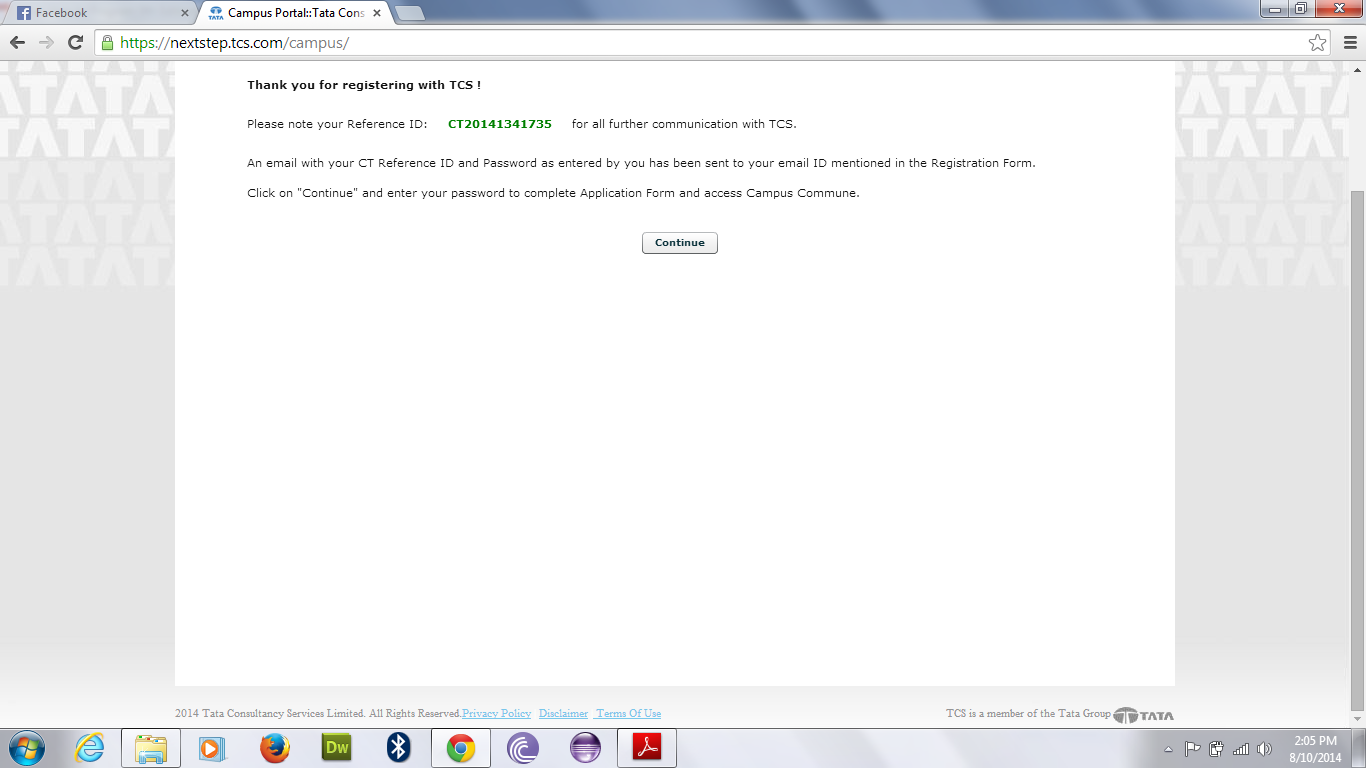 Facebook
Campus Portal::Tata Cons
https://nextstep.tcs.com/campus/
Thank you for registering with TCS !
Please note your Reference ID: CT20141341735 for all further communication with TCS.
An email with your CT Reference ID and Password as entered by you has been sent to your email ID mentioned in the Registration Form.
Click on "Continue" and enter your password to complete Application Form and access Campus Commune.
Continue
2014 Tata Consultancy Services Limited. All Rights Reserved.Privacy Policy Disclaimer Terms Of Use
TCS is a member of the Tata Group TATA
Dw
2:05 PM
8/10/2014